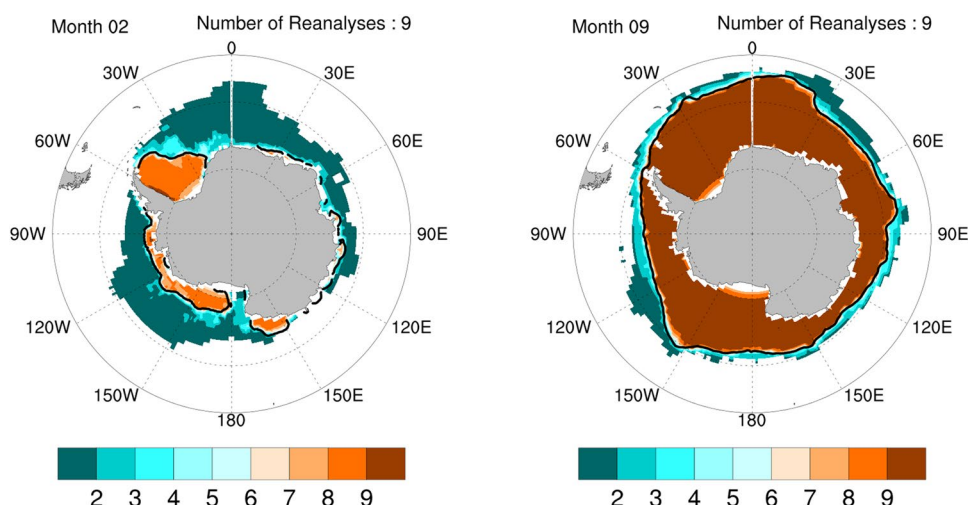 Month 02 Number of Reanalyses : 9
0
30W 30E
60W 60E
90W 90E
120W 120E
150W 150E
180
2 3 4 5 6 7 8 9
Month 09 Number of Reanalyses : 9
0
30W 30E
60W 60E
90W 90E
120W 120E
150W 150E
180
2 3 4 5 6 7 8 9